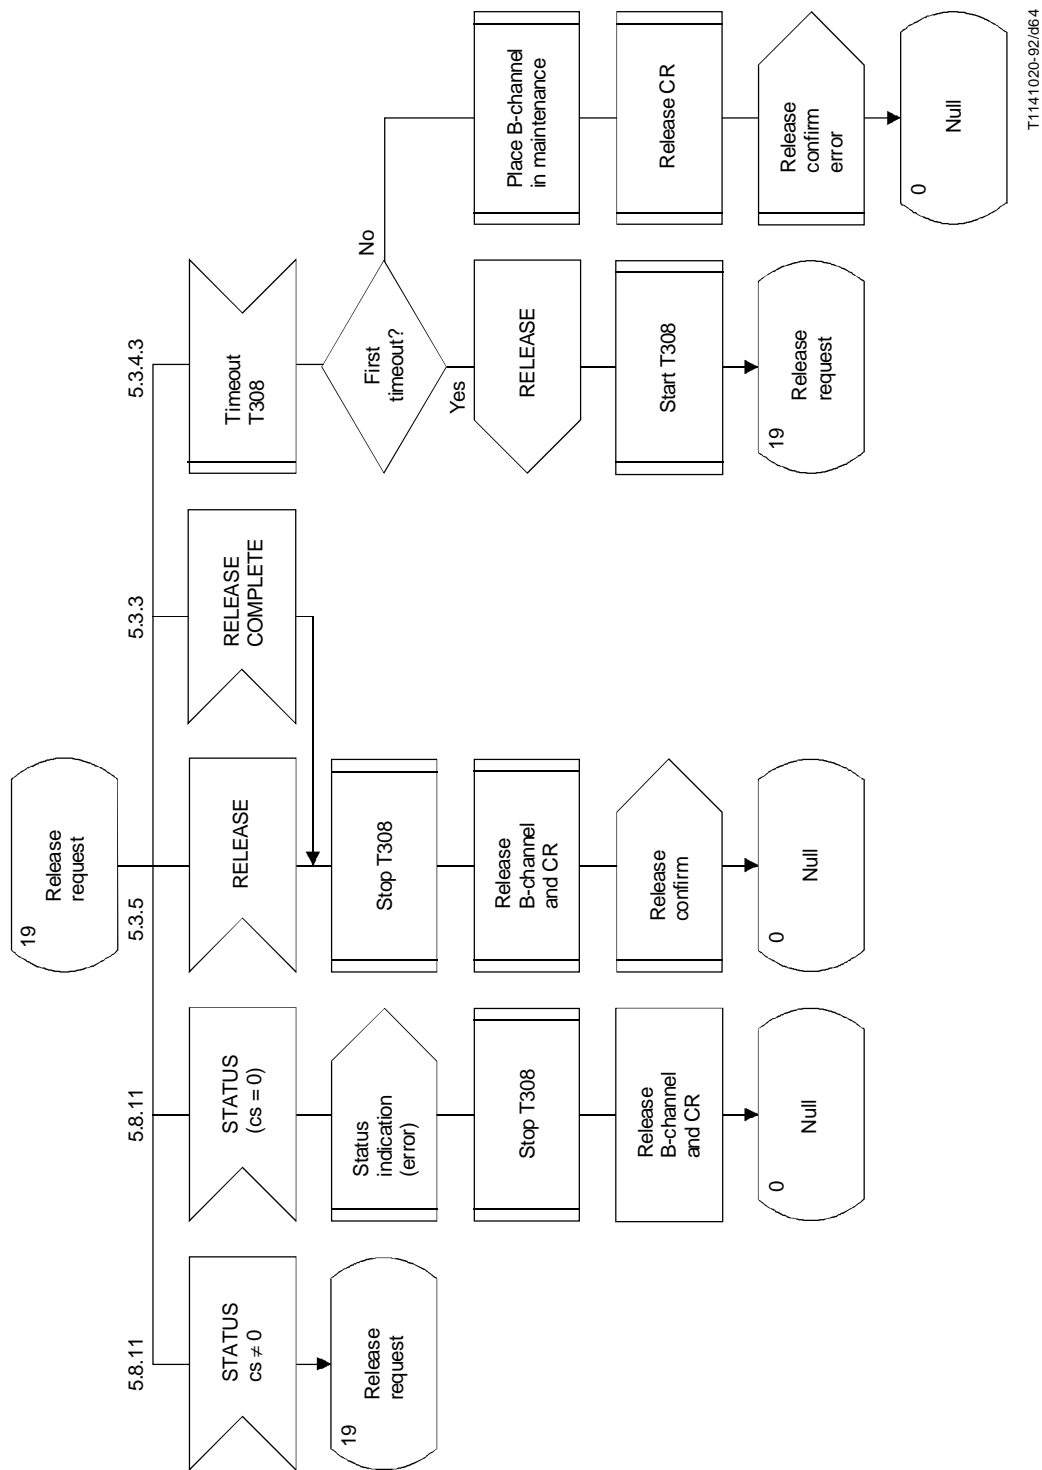 19
Release
request
5.8.11
5.8.11
5.3.5
5.3.3
5.3.4.3
STATUS
cs ≠ 0
19
Release
request
STATUS
(cs = 0)
Status
indication
(error)
Stop T308
Release
B-channel
and CR
0
Null
RELEASE
Stop T308
Release
B-channel
and CR
Release
confirm
0
Null
RELEASE
COMPLETE
Timeout
T308
First
timeout?
Yes
No
RELEASE
Start T308
19
Release
request
Place B-channel
in maintenance
Release CR
Release
confirm
error
0
Null
T1141020-92/d64